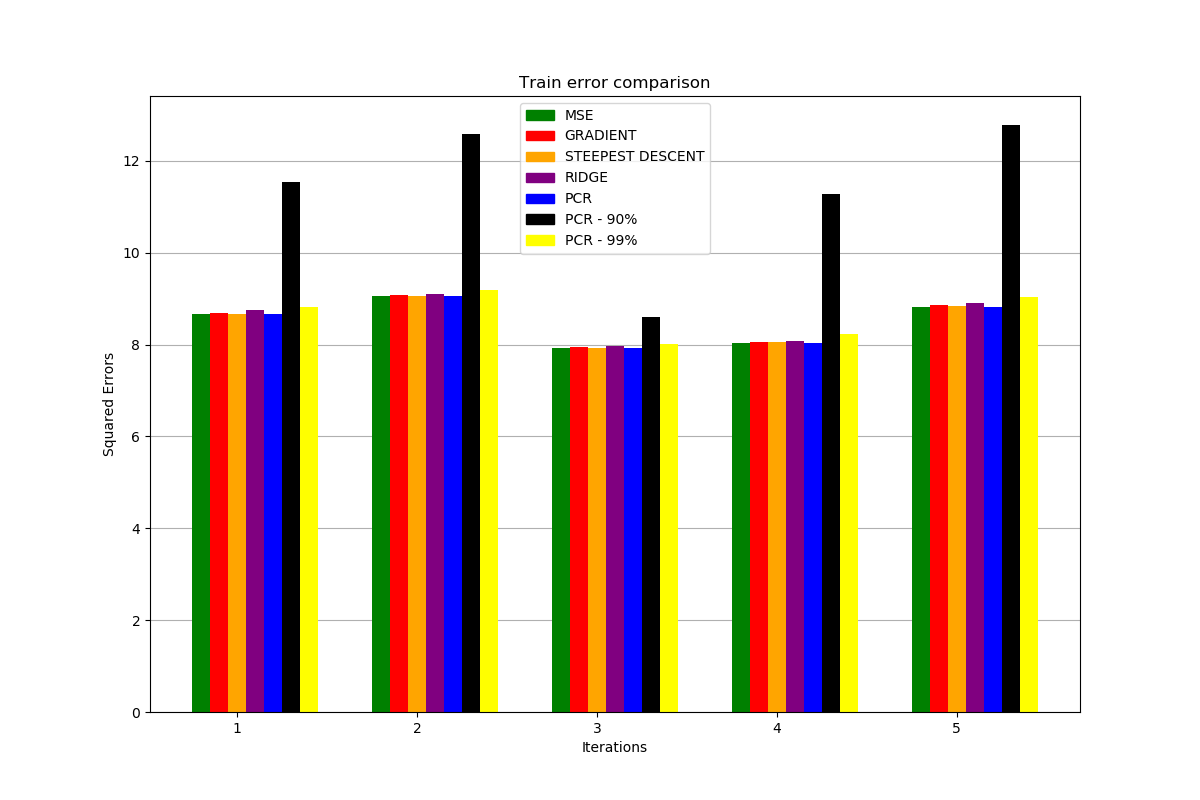 Train error comparison
MSE
GRADIENT
STEEPEST DESCENT
RIDGE
PCR
PCR - 90%
PCR - 99%
12
10
8
6
4
2
0
Squared Errors
1 2 3 4 5
Iterations